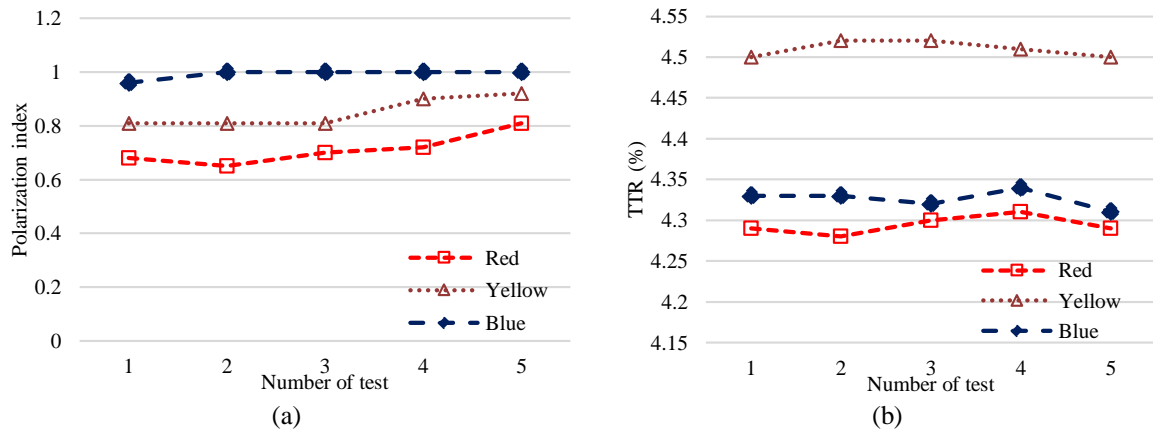 1.2
1
0.8
0.6
0.4
0.2
0
Polarization index
Red
Yellow
Blue
1 2 3 4 5
Number of test
(a)
4.55
4.5
4.45
4.4
4.35
4.3
4.25
4.2
4.15
TTR (%)
Red
Yellow
Blue
1 2 3 4 5
Number of test
(b)